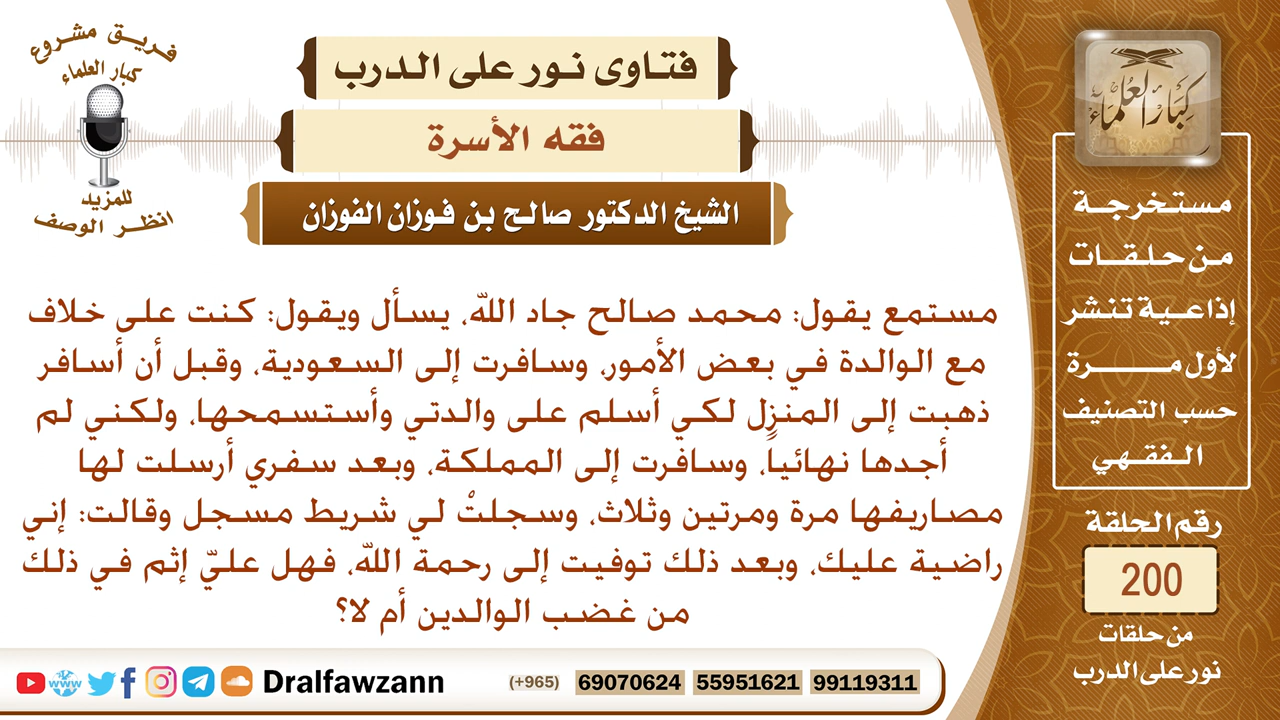 فريق مشروع
كبار العلماء
للمزيد
انظر الوصف
فتاوى نور على الدرب
فقه الأسرة
الشيخ الدكتور صالح بن فوزان الفوزان
مستمع يقول: محمد صالح جاد الله، يسأل ويقول: كنت على خلاف
مع الوالدة في بعض الأمور، وسافرت إلى السعودية، وقبل أن أسافر
ذهبت إلى المنزٍل لكي أسلم على والدتي وأستسمحها، ولكني لم
أجدها نهائياً، وسافرت إلى المملكة، وبعد سفري أرسلت لها
مصاريفها مرة ومرتين وثلاث، وسجلتْ لي شريط مسجل وقالت: إني
راضية عليك، وبعد ذلك توفيت إلى رحمة الله، فهل عليّ إثم في ذلك
من غضب الوالدين أم لا؟
كبار العلماء
مستخرجة
من حلقات
إذاعية تنشر
لأول مرة
حسب التصنيف
الفقهي
رقم الحلقة
200
من حلقات
نور على الدرب
www Dralfawzann (+965) 69070624 55951621 99119311